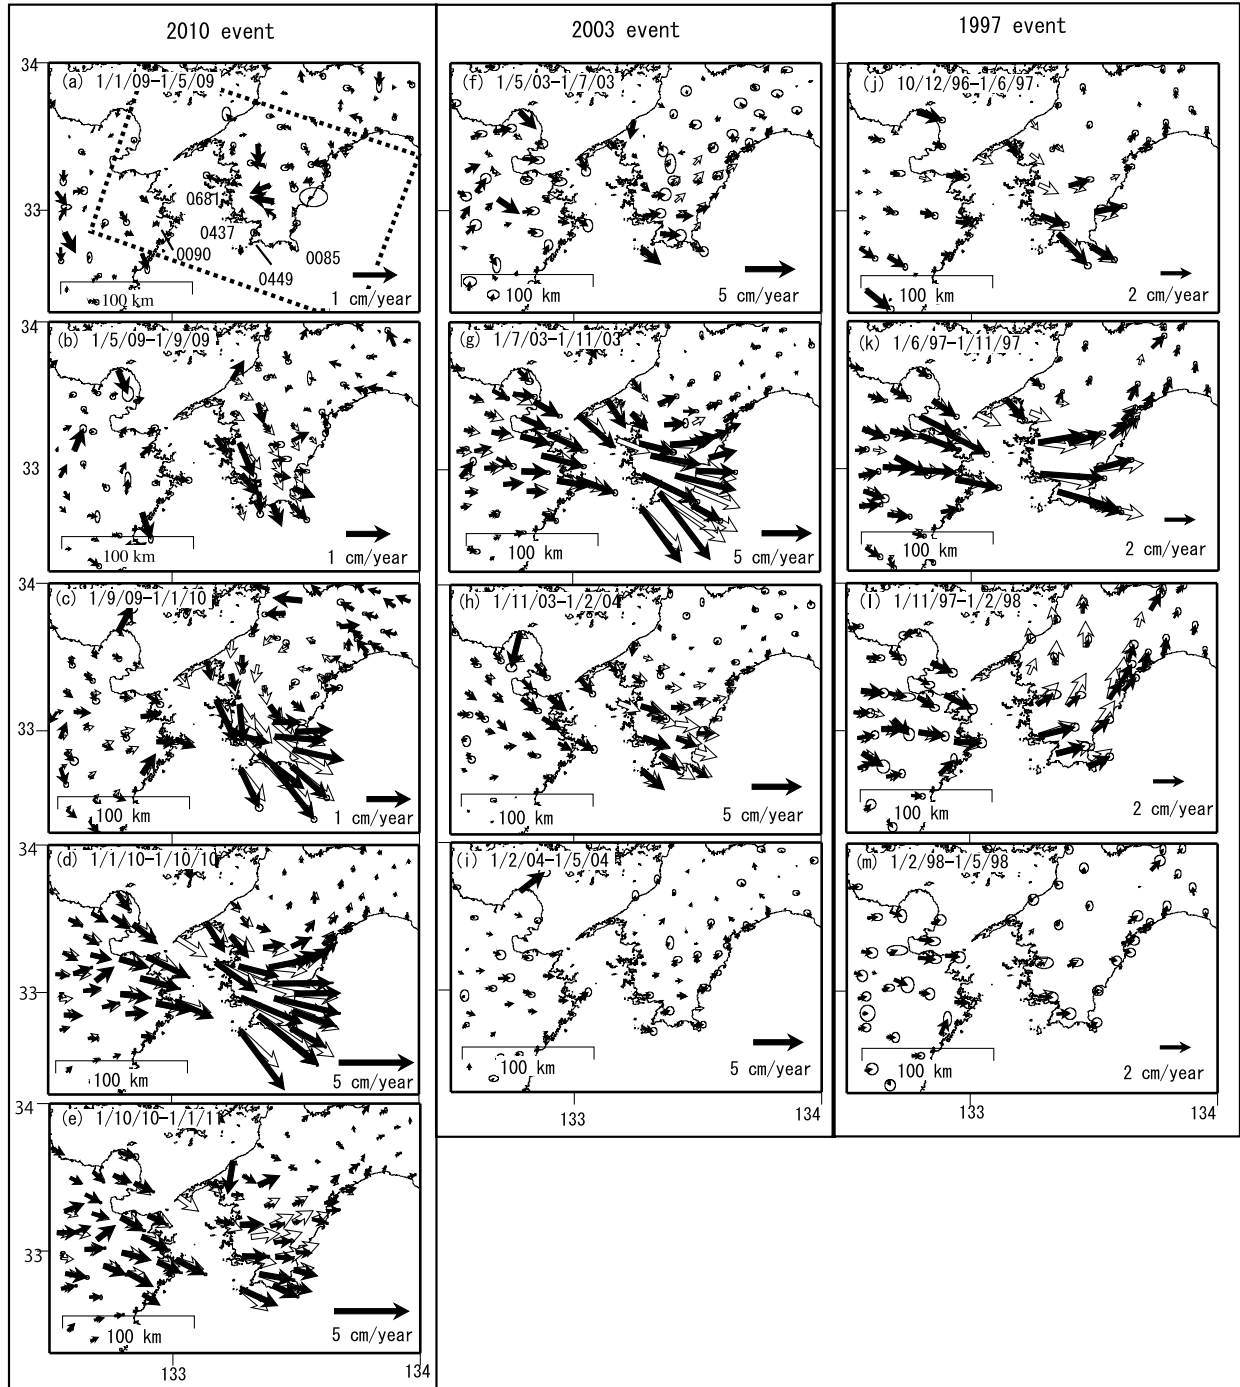 2010 event
34
(a) 1/1/09-1/5/09
0681
33
0437
0090
0085
0449
100 km
1 cm/year
34
(b) 1/5/09-1/9/09
33
100 km
1 cm/year
34
(c) 1/9/09-1/1/10
33
100 km
1 cm/year
34
(d) 1/1/10-1/10/10
33
100 km
5 cm/year
34
(e) 1/10/10-1/1/11
33
100 km
5 cm/year
133
134
2003 event
(f) 1/5/03-1/7/03
100 km
5 cm/year
(g) 1/7/03-1/11/03
100 km
5 cm/year
(h) 1/11/03-1/2/04
100 km
5 cm/year
(i) 1/2/04-1/5/04
100 km
5 cm/year
133
134
1997 event
(j) 10/12/96-1/6/97
100 km
2 cm/year
(k) 1/6/97-1/11/97
100 km
2 cm/year
(l) 1/11/97-1/2/98
100 km
2 cm/year
(m) 1/2/98-1/5/98
100 km
2 cm/year
133
134